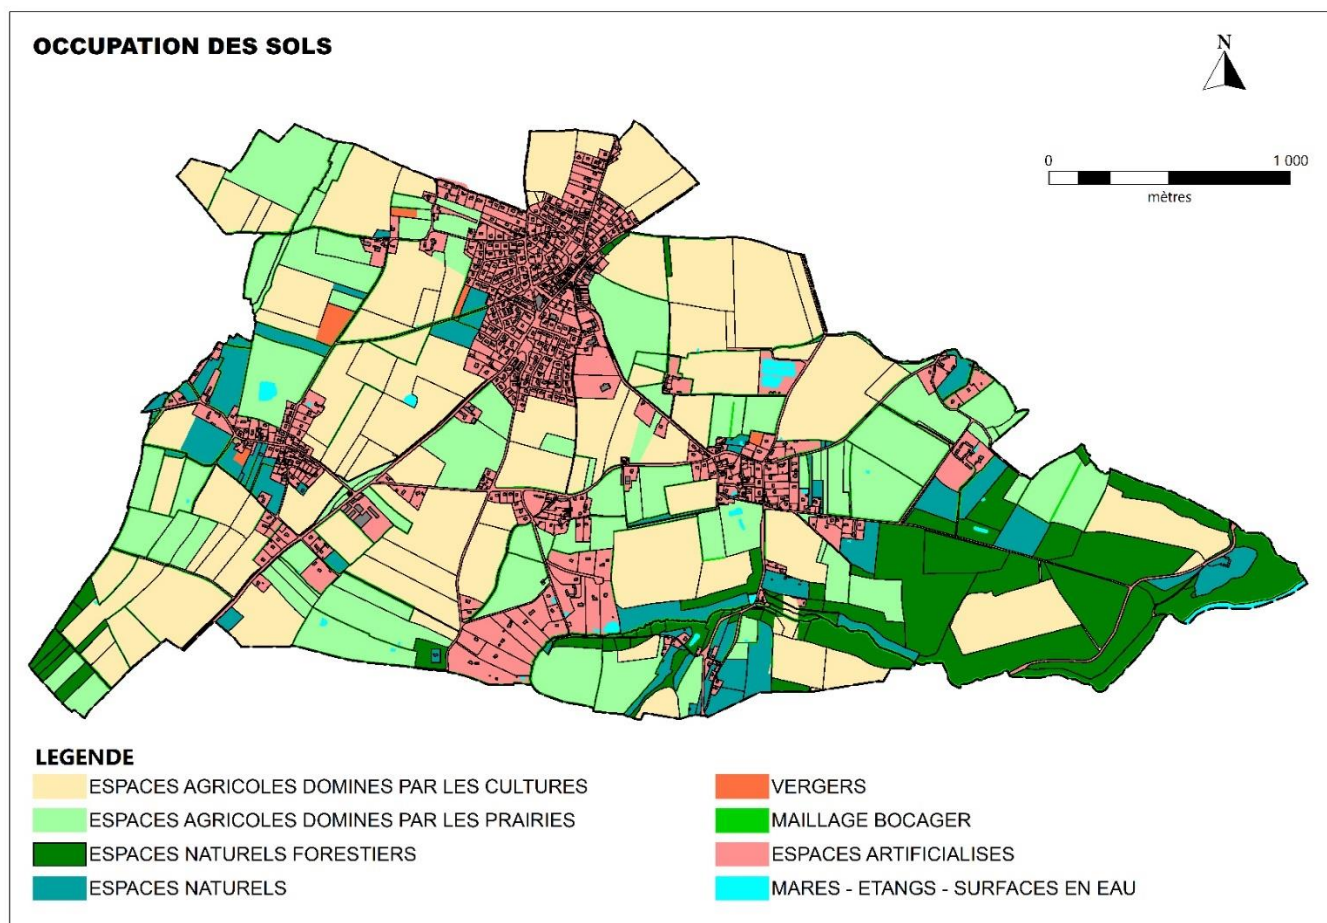 OCCUPATION DES SOLS
N
0 1 000
mètres
LEGENDE
ESPACES AGRICOLES DOMINES PAR LES CULTURES
ESPACES AGRICOLES DOMINES PAR LES PRAIRIES
ESPACES NATURELS FORESTIERS
ESPACES NATURELS
VERGERS
MAILLAGE BOCAGER
ESPACES ARTIFICIALISES
MARES - ETANGS - SURFACES EN EAU